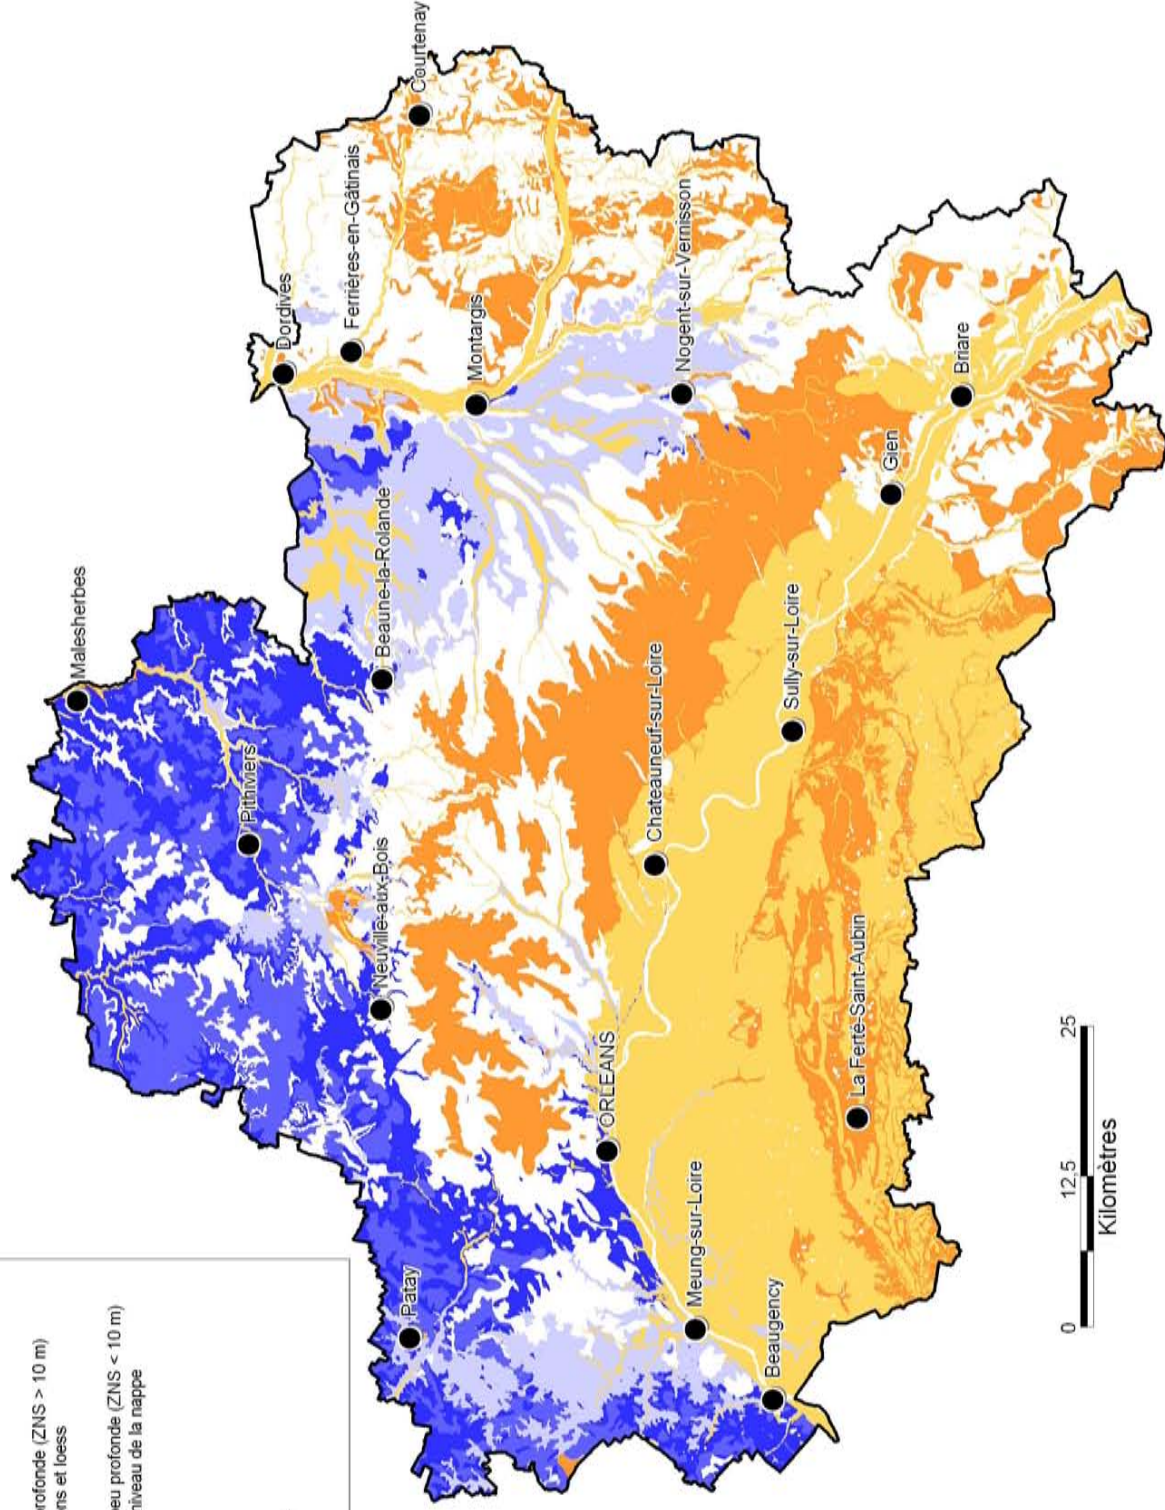 profonde (ZNS > 10 m)
ns et loess
peu profonde (ZNS < 10 m)
niveau de la nappe
Malesherbes
Pithiviers
Dordives
Ferrières-en-Gâtinais
Courtenay
Beaune-la-Rolande
Neuville-aux-Bois
Patay
Montargis
ORLEANS
Chateauneuf-sur-Loire
Nogent-sur-Vernisson
Meung-sur-Loire
Sully-sur-Loire
Beaugency
La Ferté-Saint-Aubin
Gien
Briare
0 12,5 25
Kilomètres